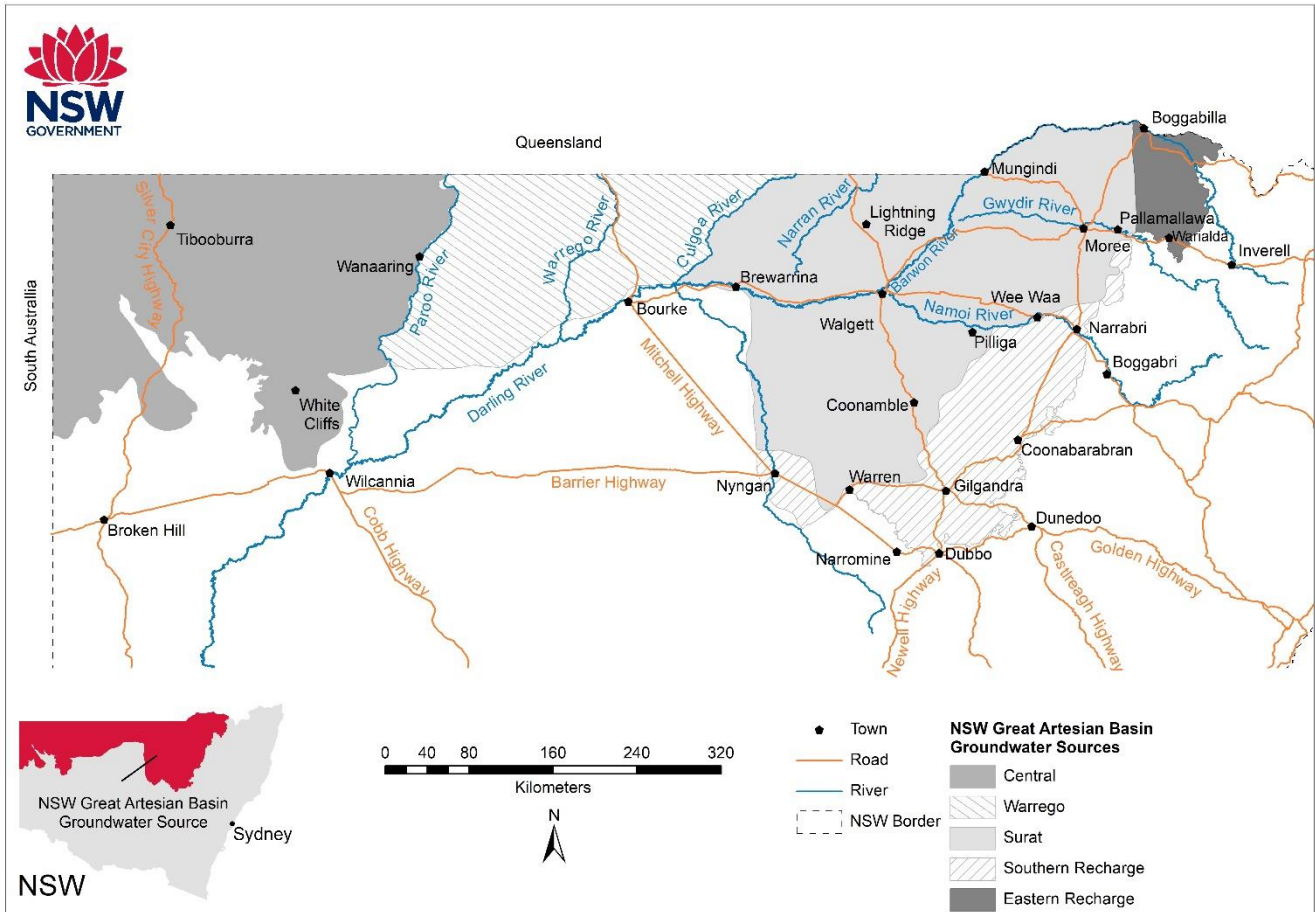 NSW
GOVERNMENT
Queensland
South Australlia
Silver City Highway
Tibooburra
Wanaaring
Paroo River
Warrego River
Culgoa River
Narran River
Lightning
Ridge
Barwon River
Mungindi
Boggabilla
Gwydir River
Pallamallawa
Warialda
Moree
Inverell
Brewarrina
Bourke
Walgett
Wee Waa
Namoi River
Pilliga
Narrabri
Boggabri
White
Cliffs
Darling River
Mitchell Highway
Coonamble
Coonabarabran
Wilcannia
Barrier Highway
Nyngan
Warren
Gilgandra
Broken Hill
Cobb Highway
Narromine
Dubbo
Dunedoo
Newell Highway
Castlreagh Highway
Golden Highway
NSW Great Artesian Basin
Groundwater Source
Sydney
NSW
0 40 80 160 240 320
Kilometers
N
Town
Road
River
NSW Border
NSW Great Artesian Basin
Groundwater Sources
Central
Warrego
Surat
Southern Recharge
Eastern Recharge